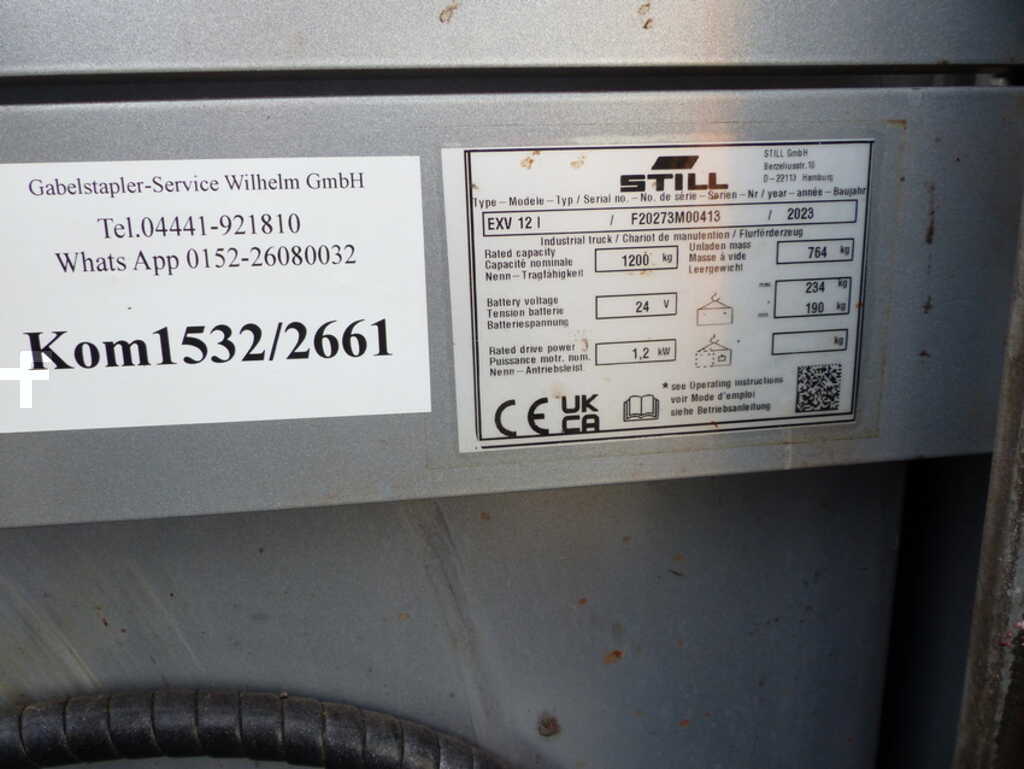 Gabelstapler-Service Wilhelm GmbH
Tel.04441-921810
Whats App 0152-26080032
Kom1532/2661
STILL
STILL GmbH
Berzeliusstr.10
D-22113 Hamburg
Type - Modele - Typ / Serial no. - No. de série - Serien - Nr / year - année - Baujahr
EXV 12 I / F20273M00413 / 2023
Industrial truck / Chariot de manutention / Flurförderzeug
Rated capacity
Capacité nominale
Nenn - Tragfähigkeit
1200 kg
Unladen mass
Masse à vide
Leergewicht
764 kg
Battery voltage
Tension batterie
Batteriespannung
24 V
max. 234 kg
* min. 190 kg
Rated drive power
Puissance motr. nom.
Nenn - Antriebsleist.
1,2 kW
kg
CE UK
CA
* see Operating instructions
voir Mode d'emploi
siehe Betriebsanleitung